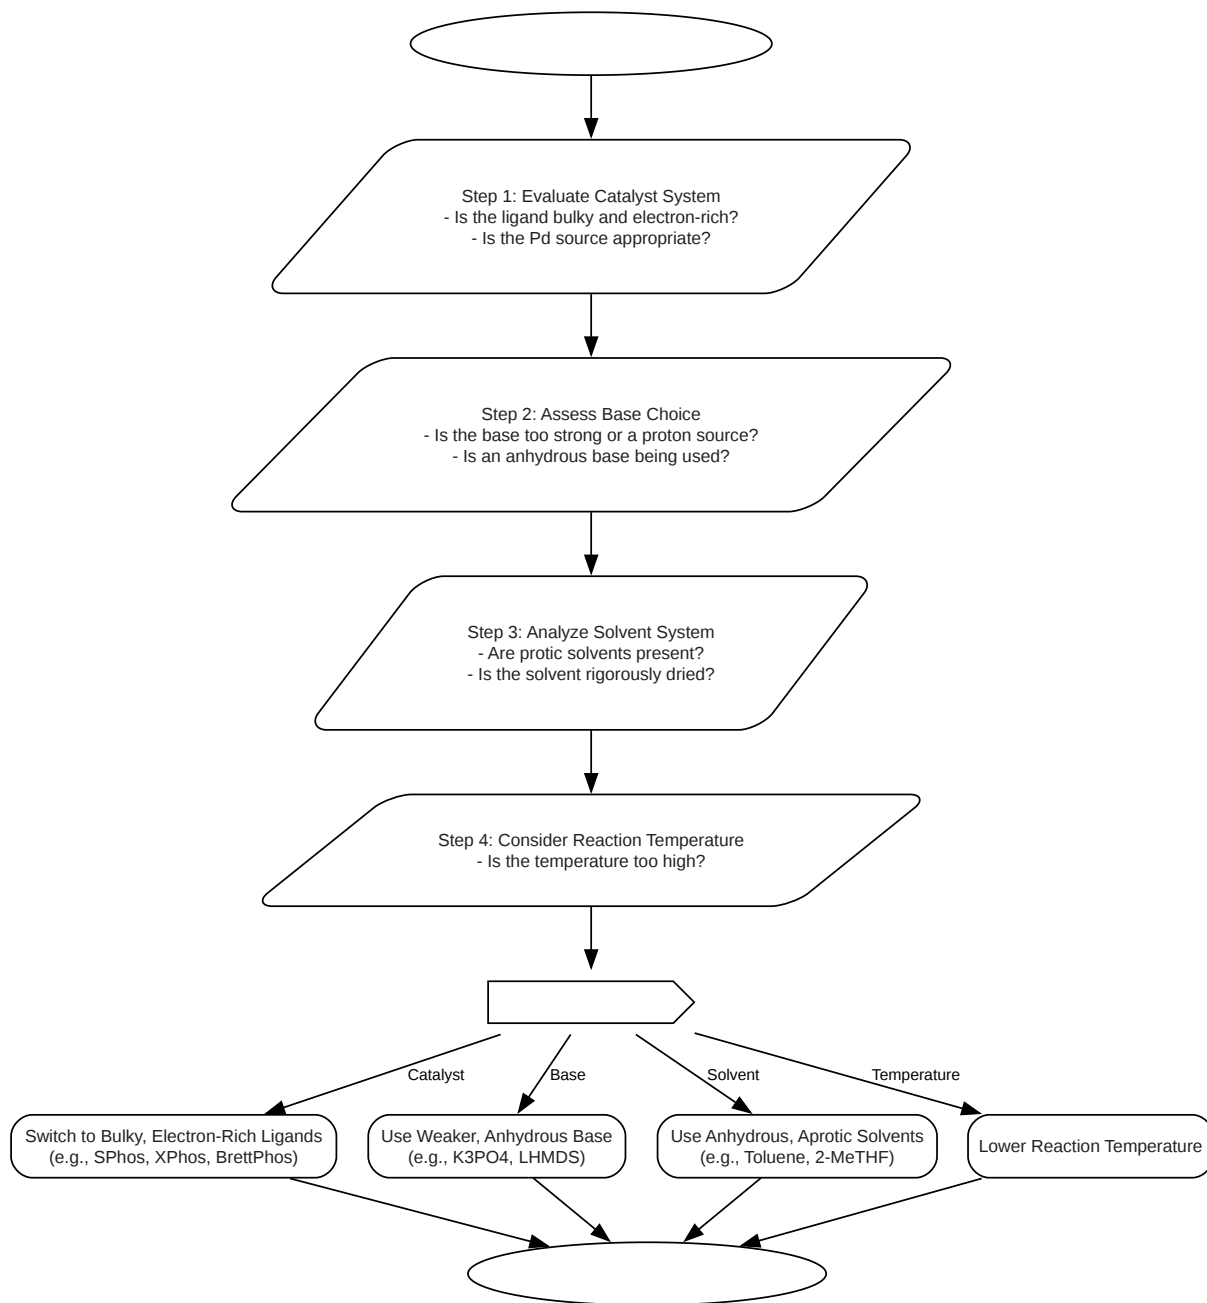 Step 1: Evaluate Catalyst System
- Is the ligand bulky and electron-rich?
- Is the Pd source appropriate?
Step 2: Assess Base Choice
- Is the base too strong or a proton source?
- Is an anhydrous base being used?
Step 3: Analyze Solvent System
- Are protic solvents present?
- Is the solvent rigorously dried?
Step 4: Consider Reaction Temperature
- Is the temperature too high?
Catalyst
Base
Solvent
Temperature
Switch to Bulky, Electron-Rich Ligands
(e.g., SPhos, XPhos, BrettPhos)
Use Weaker, Anhydrous Base
(e.g., K3PO4, LHMDS)
Use Anhydrous, Aprotic Solvents
(e.g., Toluene, 2-MeTHF)
Lower Reaction Temperature